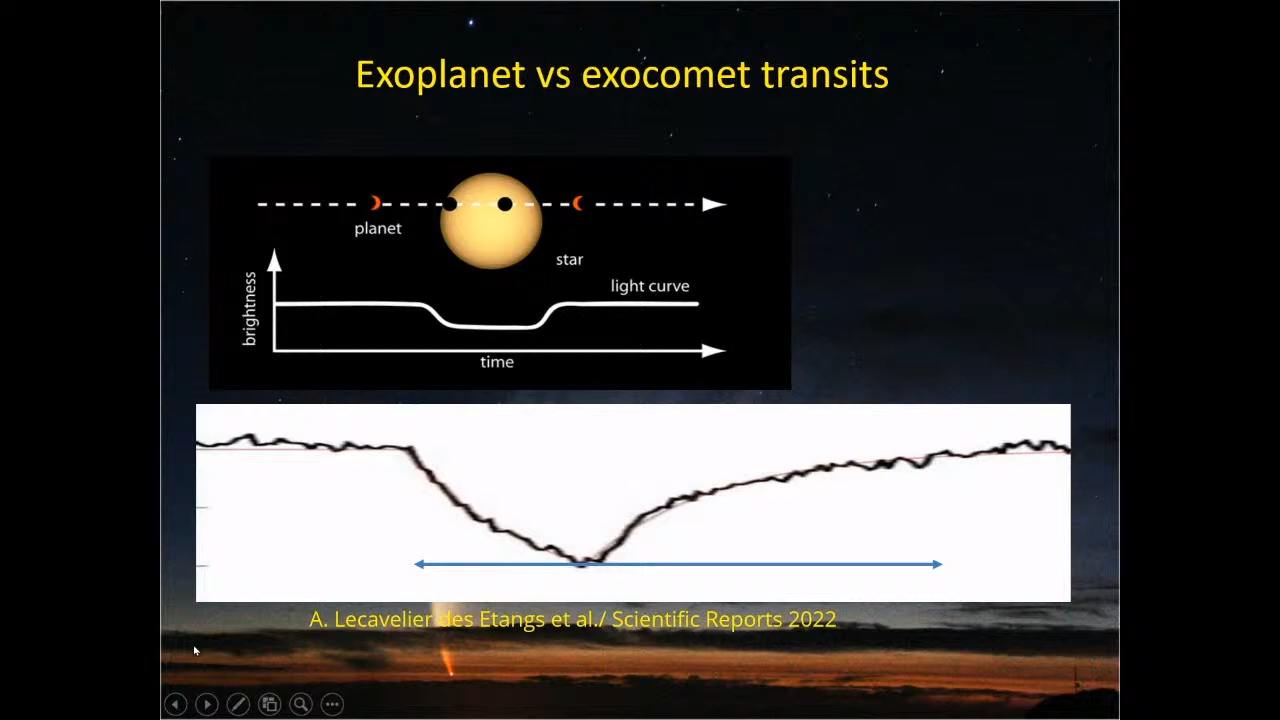 Exoplanet vs exocomet transits
planet
star
light curve
brightness
time
A. Lecavelier des Etangs et al./ Scientific Reports 2022